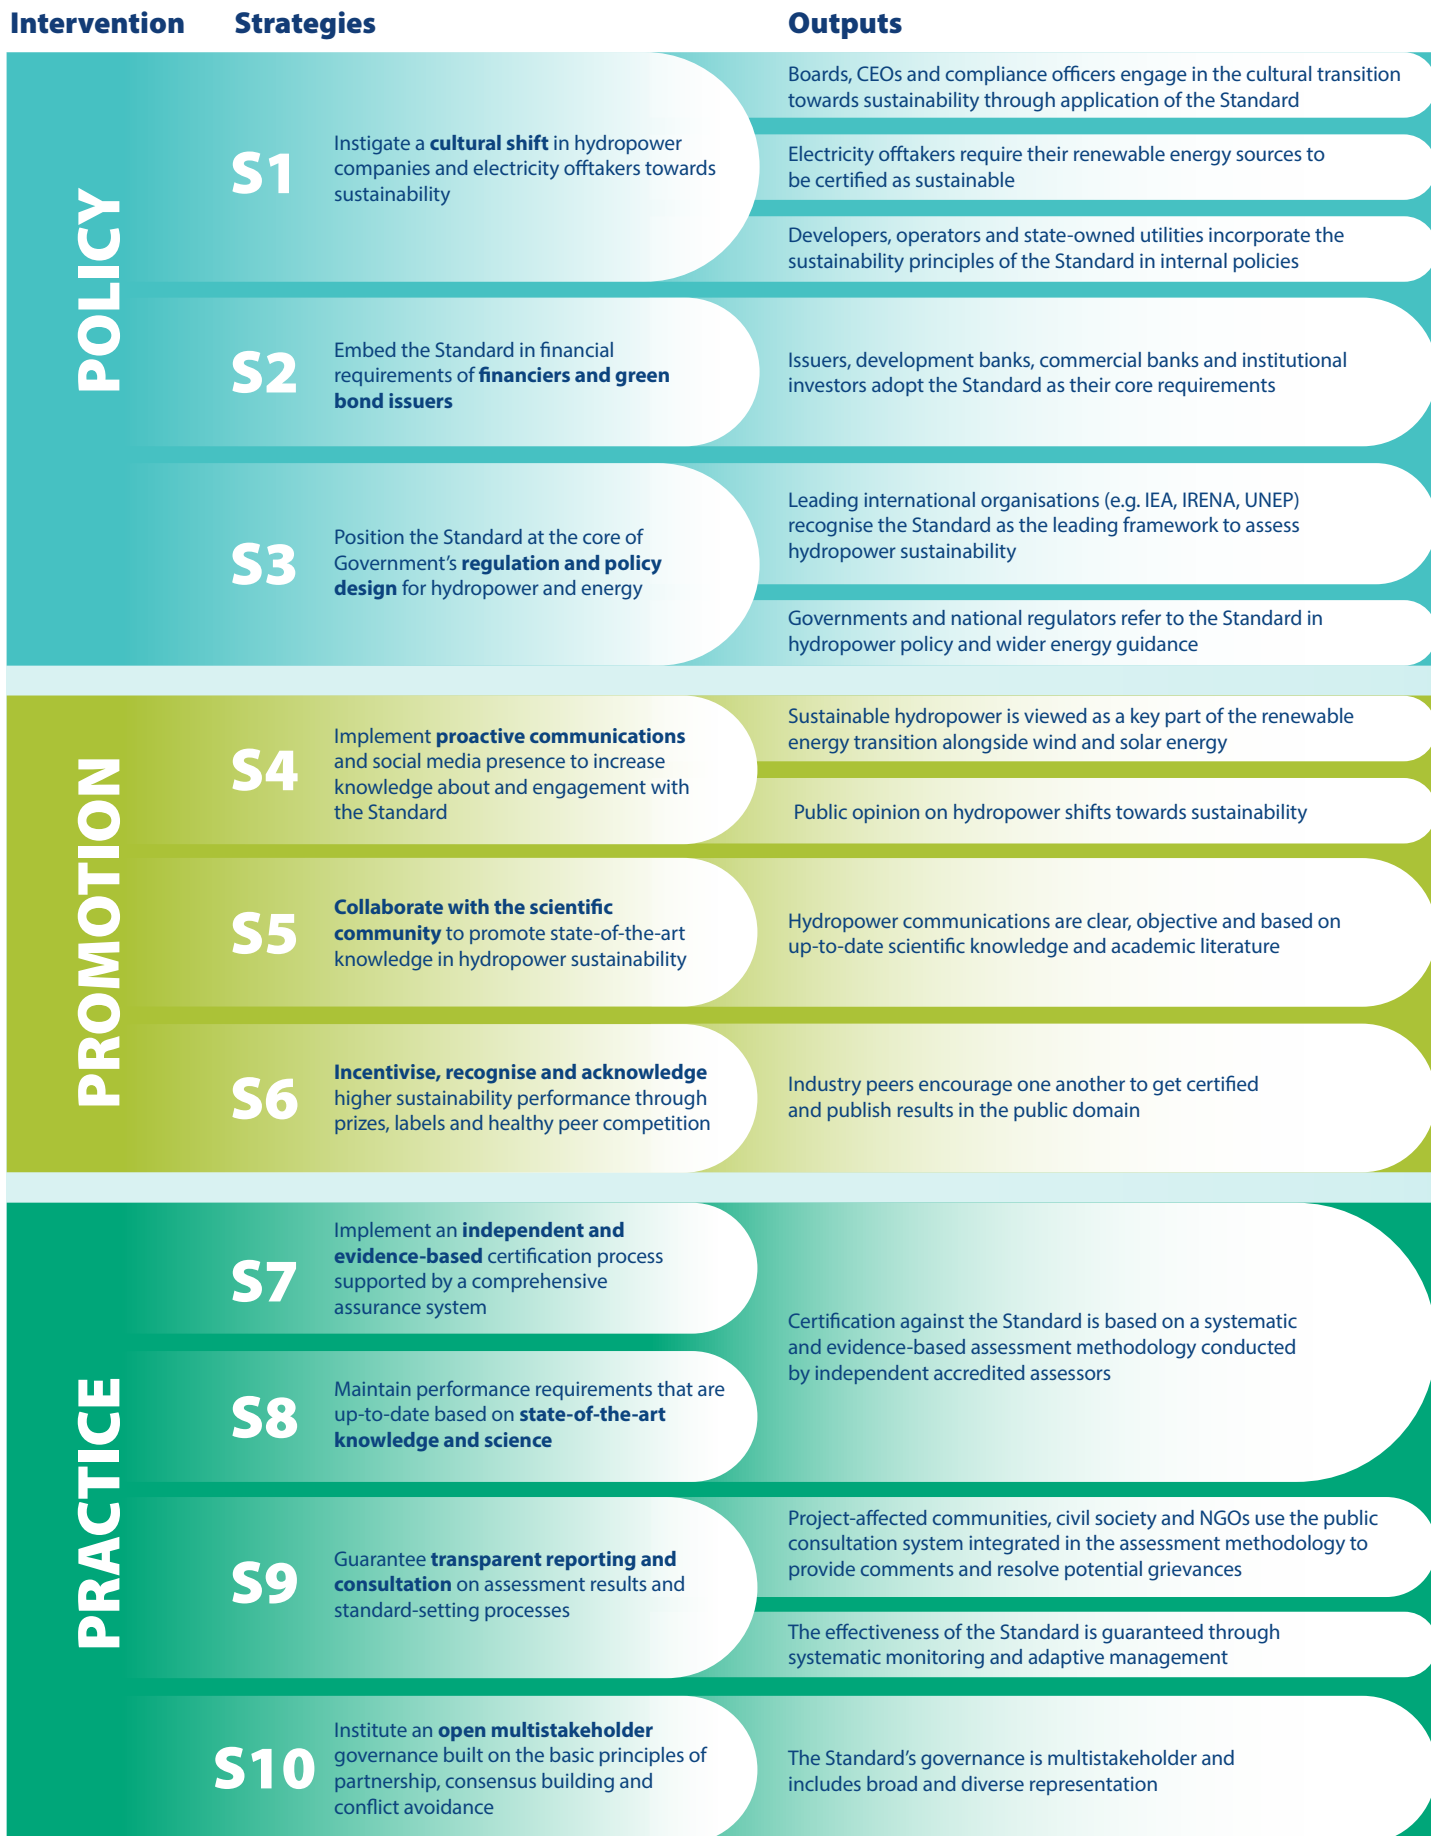 Intervention Strategies Outputs
POLICY
S1
Instigate a cultural shift in hydropower
companies and electricity offtakers towards
sustainability
Boards, CEOs and compliance officers engage in the cultural transition
towards sustainability through application of the Standard
Electricity offtakers require their renewable energy sources to
be certified as sustainable
Developers, operators and state-owned utilities incorporate the
sustainability principles of the Standard in internal policies
S2
Embed the Standard in financial
requirements of financiers and green
bond issuers
Issuers, development banks, commercial banks and institutional
investors adopt the Standard as their core requirements
S3
Position the Standard at the core of
Government's regulation and policy
design for hydropower and energy
Leading international organisations (e.g. IEA, IRENA, UNEP)
recognise the Standard as the leading framework to assess
hydropower sustainability
Governments and national regulators refer to the Standard in
hydropower policy and wider energy guidance
PROMOTION
S4
Implement proactive communications
and social media presence to increase
knowledge about and engagement with
the Standard
Sustainable hydropower is viewed as a key part of the renewable
energy transition alongside wind and solar energy
Public opinion on hydropower shifts towards sustainability
S5
Collaborate with the scientific
community to promote state-of-the-art
knowledge in hydropower sustainability
Hydropower communications are clear, objective and based on
up-to-date scientific knowledge and academic literature
S6
Incentivise, recognise and acknowledge
higher sustainability performance through
prizes, labels and healthy peer competition
Industry peers encourage one another to get certified
and publish results in the public domain
PRACTICE
S7
Implement an independent and
evidence-based certification process
supported by a comprehensive
assurance system
S8
Maintain performance requirements that are
up-to-date based on state-of-the-art
knowledge and science
Certification against the Standard is based on a systematic
and evidence-based assessment methodology conducted
by independent accredited assessors
S9
Guarantee transparent reporting and
consultation on assessment results and
standard-setting processes
Project-affected communities, civil society and NGOs use the public
consultation system integrated in the assessment methodology to
provide comments and resolve potential grievances
The effectiveness of the Standard is guaranteed through
systematic monitoring and adaptive management
S10
Institute an open multistakeholder
governance built on the basic principles of
partnership, consensus building and
conflict avoidance
The Standard's governance is multistakeholder and
includes broad and diverse representation